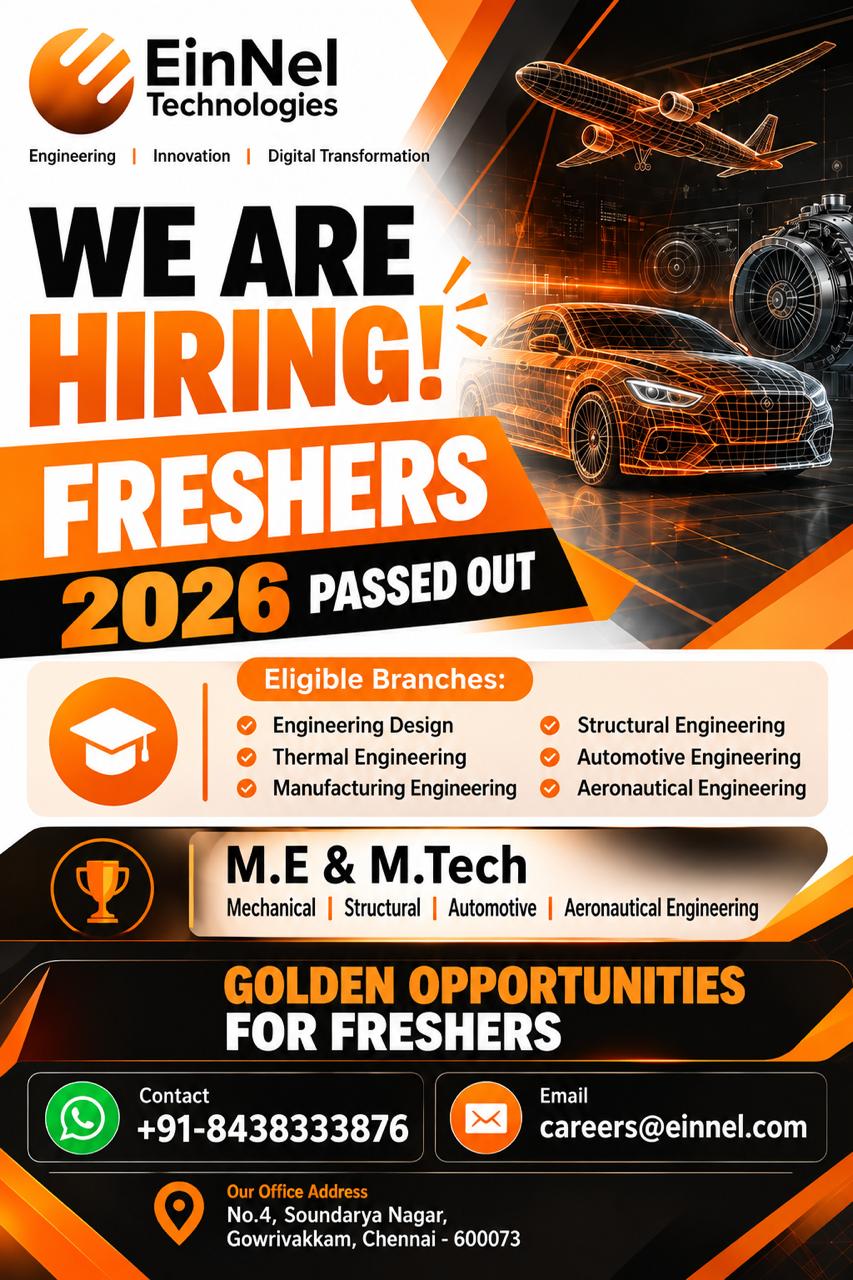 EinNel
Technologies
Engineering | Innovation | Digital Transformation
WE ARE
HIRING!
FRESHERS
2026 PASSED OUT
Eligible Branches:
Engineering Design
Thermal Engineering
Manufacturing Engineering
Structural Engineering
Automotive Engineering
Aeronautical Engineering
M.E & M.Tech
Mechanical | Structural | Automotive | Aeronautical Engineering
GOLDEN OPPORTUNITIES
FOR FRESHERS
Contact
+91-8438333876
Email
careers@einnel.com
Our Office Address
No.4, Soundarya Nagar,
Gowrivakkam, Chennai - 600073